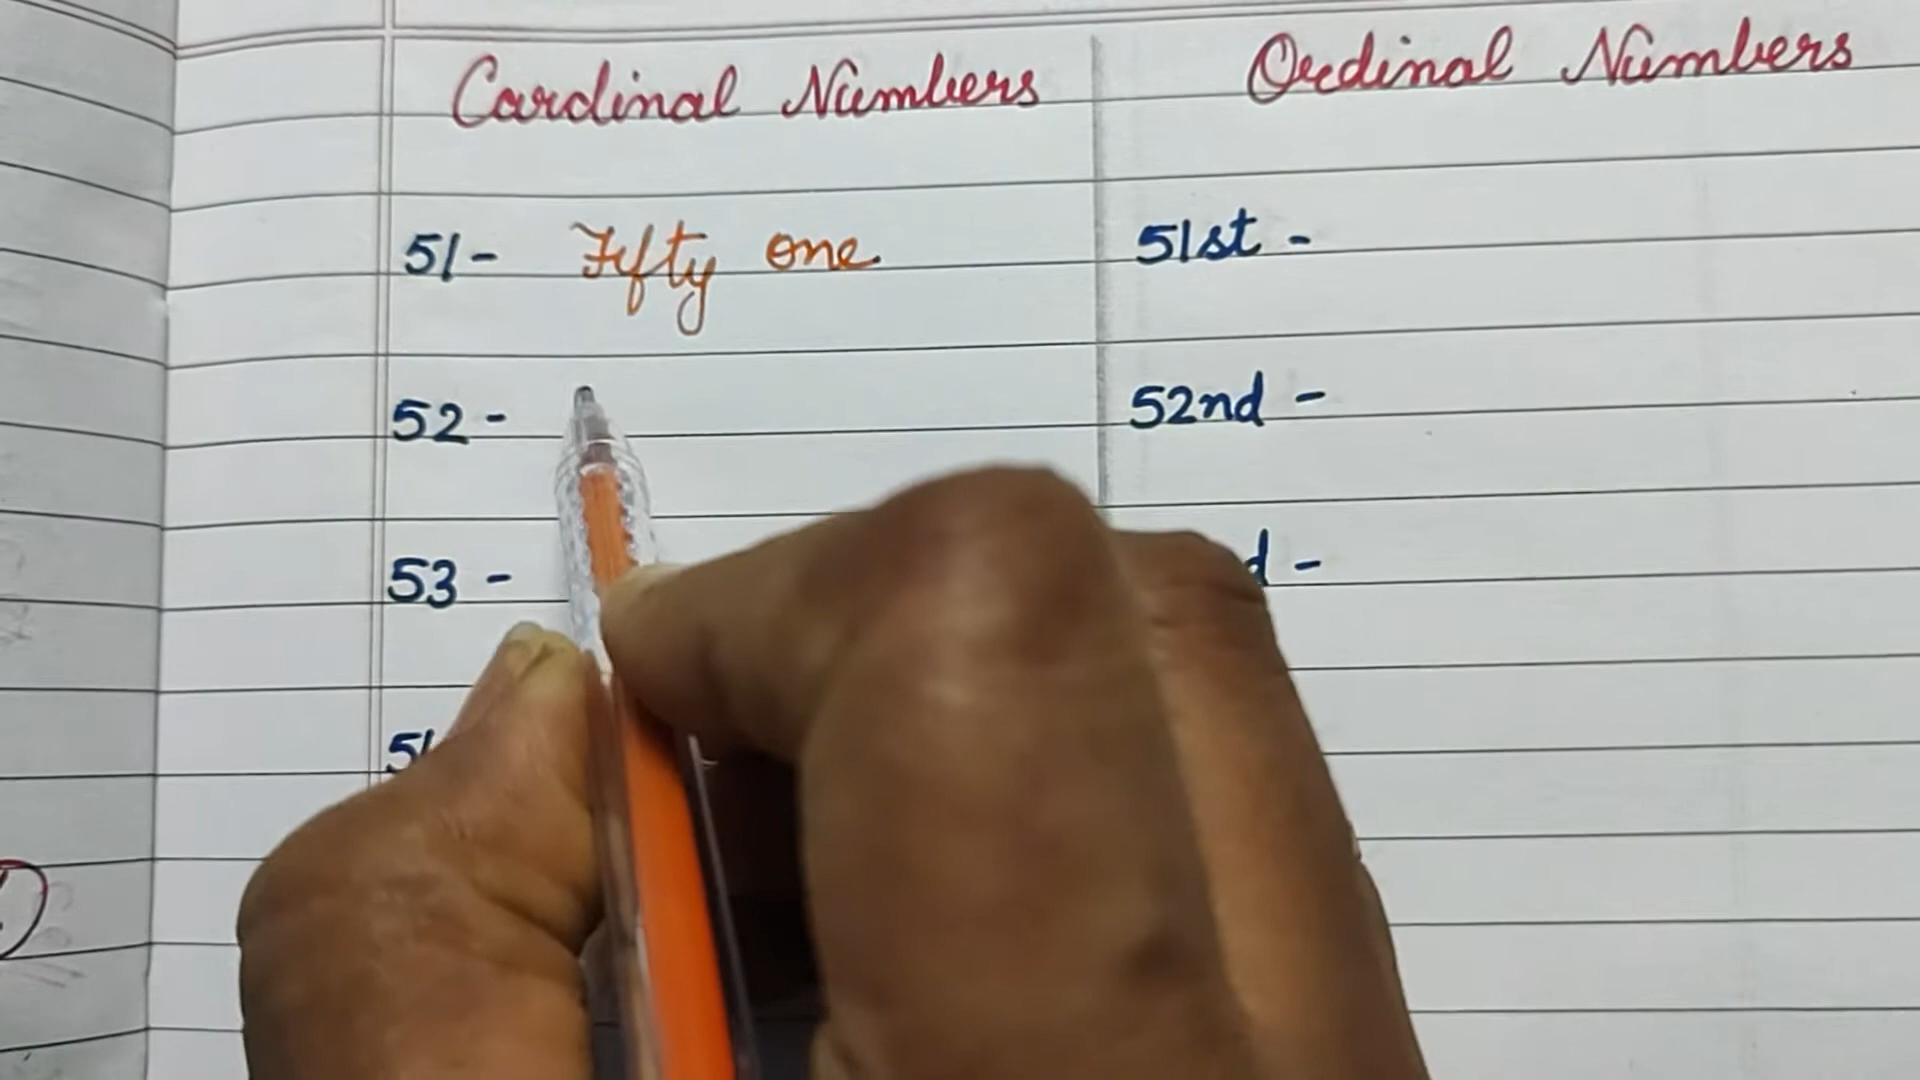 Cardinal Numbers Ordinal Numbers
51- Fifty one 51st -
52 - 52nd -
53 - d -